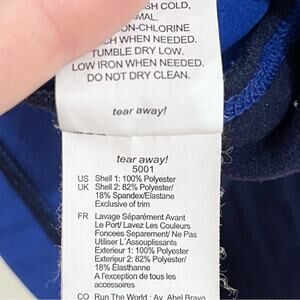 SH COLD,
MAL.
ON-CHLORINE
CH WHEN NEEDED.
TUMBLE DRY LOW.
LOW IRON WHEN NEEDED.
DO NOT DRY CLEAN.
tear away!
tear away!
5001
US Shell 1: 100% Polyester
UK Shell 2: 82% Polyester/
18% Spandex/Elastane
Exclusive of trim
FR Lavage Séparément Avant
Le Port/ Lavez Les Couleurs
Foncees Separement/ Ne Pas
Utiliser L'Assouplissants
Exterieur 1: 100% Polyester
Exterieur 2: 82% Polyester/
18% Élasthanne
A l'exception de tous les
accessoires
CO Run The World : Av. Abel Bravo